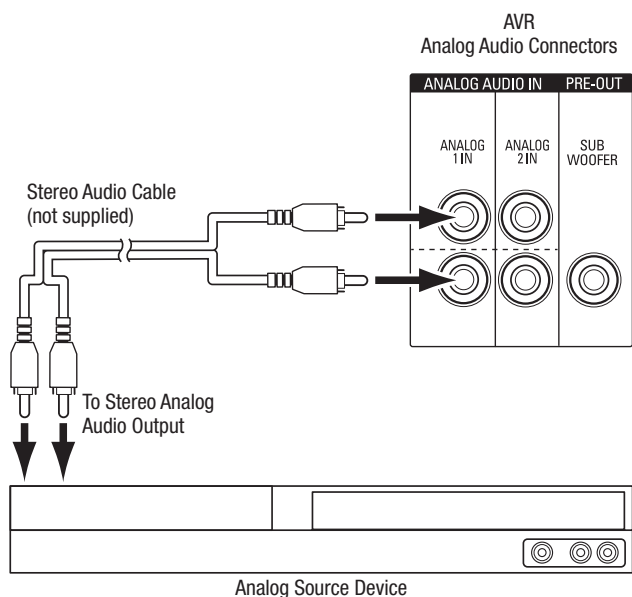 AVR
Analog Audio Connectors
ANALOG AUDIO IN PRE-OUT
ANALOG
1 IN
ANALOG
2 IN
SUB
WOOFER
Stereo Audio Cable
(not supplied)
To Stereo Analog
Audio Output
Analog Source Device